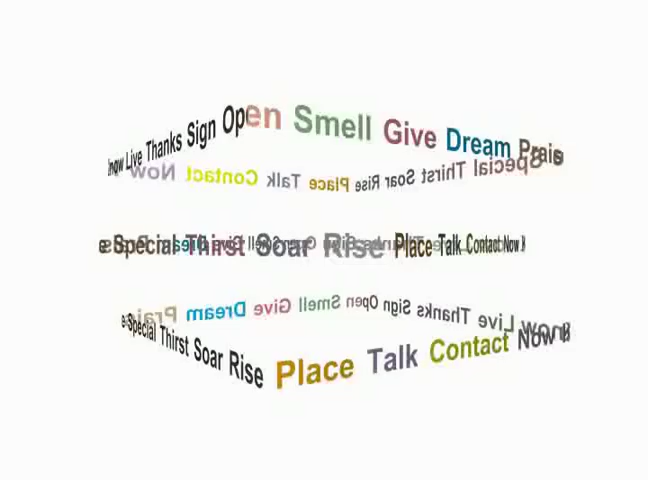 Know Live Thanks Sign Open Smell Give Dream Praise
Special Thirst Soar Rise Place Talk Contact Now
Special Thirst Soar Rise Place Talk Contact Now
Know Live Thanks Sign Open Smell Give Dream Prai
Special Thirst Soar Rise Place Talk Contact Now